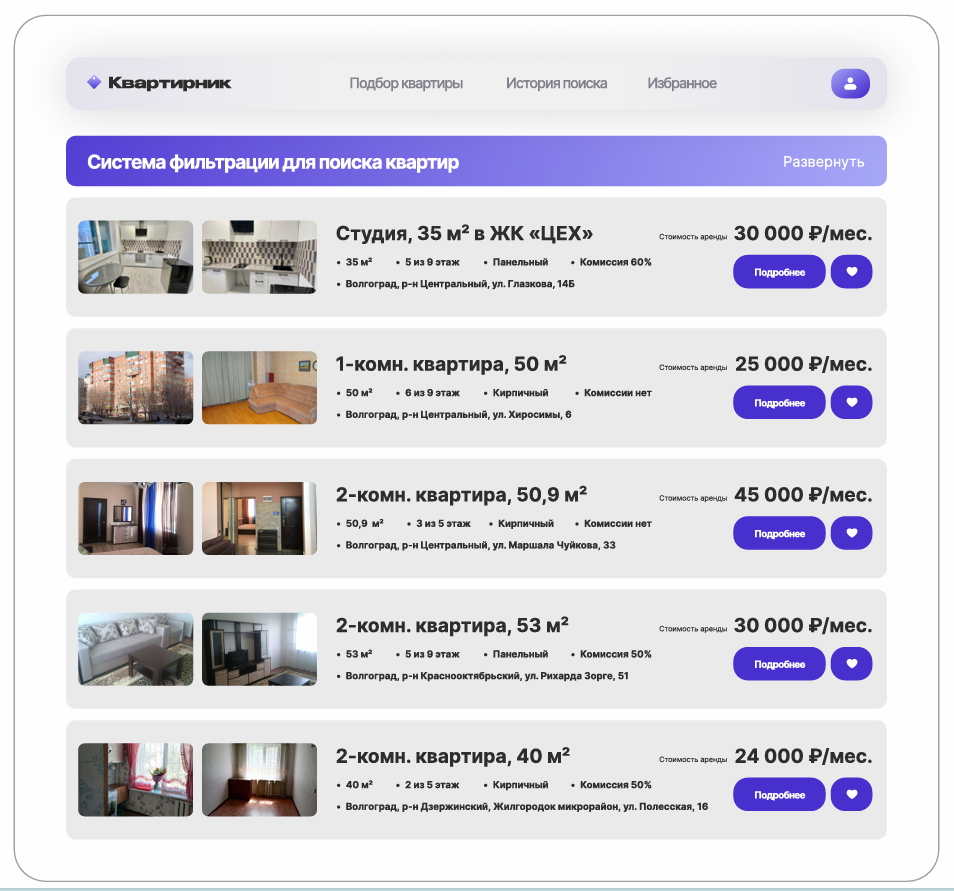 Квартирник
Подбор квартиры
История поиска
Избранное
Система фильтрации для поиска квартир
Развернуть
Студия, 35 м² в ЖК «ЦЕХ»
Стоимость аренды 30 000 ₽/мес.
• 35 м² • 5 из 9 этаж • Панельный • Комиссия 60%
• Волгоград, р-н Центральный, ул. Глазкова, 14Б
Подробнее
1-комн. квартира, 50 м²
Стоимость аренды 25 000 ₽/мес.
• 50 м² • 6 из 9 этаж • Кирпичный • Комиссии нет
• Волгоград, р-н Центральный, ул. Хиросимы, 6
Подробнее
2-комн. квартира, 50,9 м²
Стоимость аренды 45 000 ₽/мес.
• 50,9 м² • 3 из 5 этаж • Кирпичный • Комиссии нет
• Волгоград, р-н Центральный, ул. Маршала Чуйкова, 33
Подробнее
2-комн. квартира, 53 м²
Стоимость аренды 30 000 ₽/мес.
• 53 м² • 5 из 9 этаж • Панельный • Комиссия 50%
• Волгоград, р-н Краснооктябрьский, ул. Рихарда Зорге, 51
Подробнее
2-комн. квартира, 40 м²
Стоимость аренды 24 000 ₽/мес.
• 40 м² • 2 из 5 этаж • Кирпичный • Комиссия 50%
• Волгоград, р-н Дзержинский, Жилгородок микрорайон, ул. Полесская, 16
Подробнее